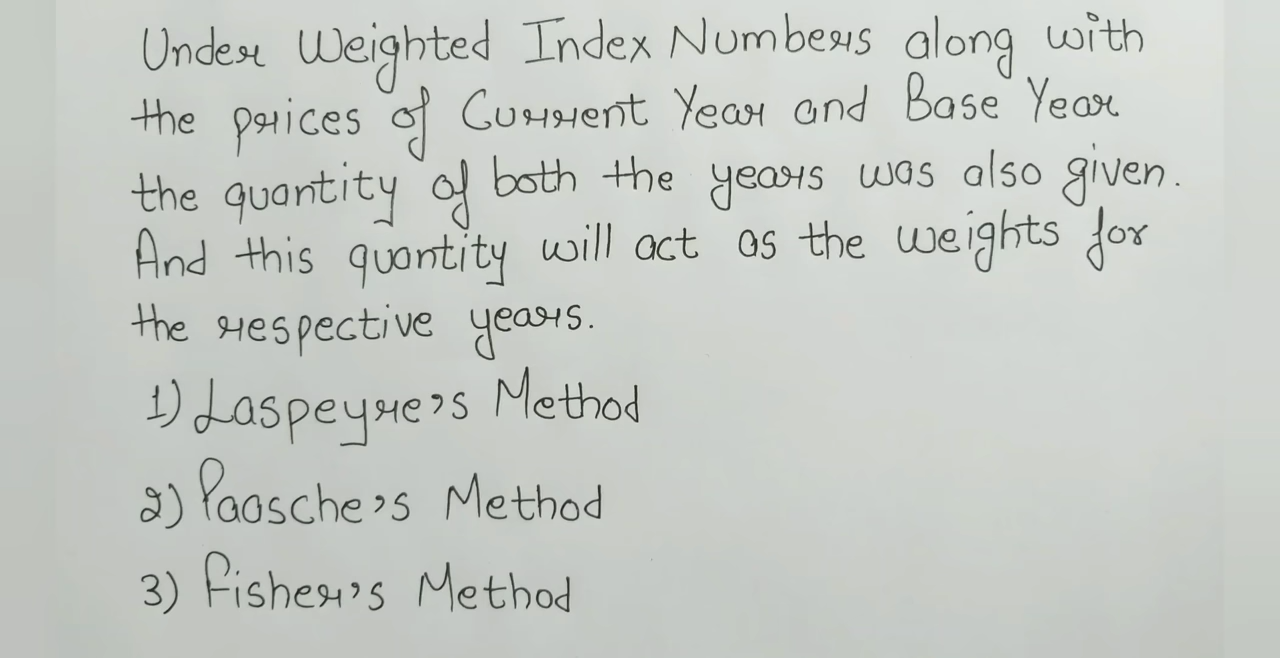 Under Weighted Index Numbers along with
the prices of Current Year and Base Year
the quantity of both the years was also given.
And this quantity will act as the weights for
the respective years.
1) Laspeyre's Method
2) Paasche's Method
3) Fisher's Method